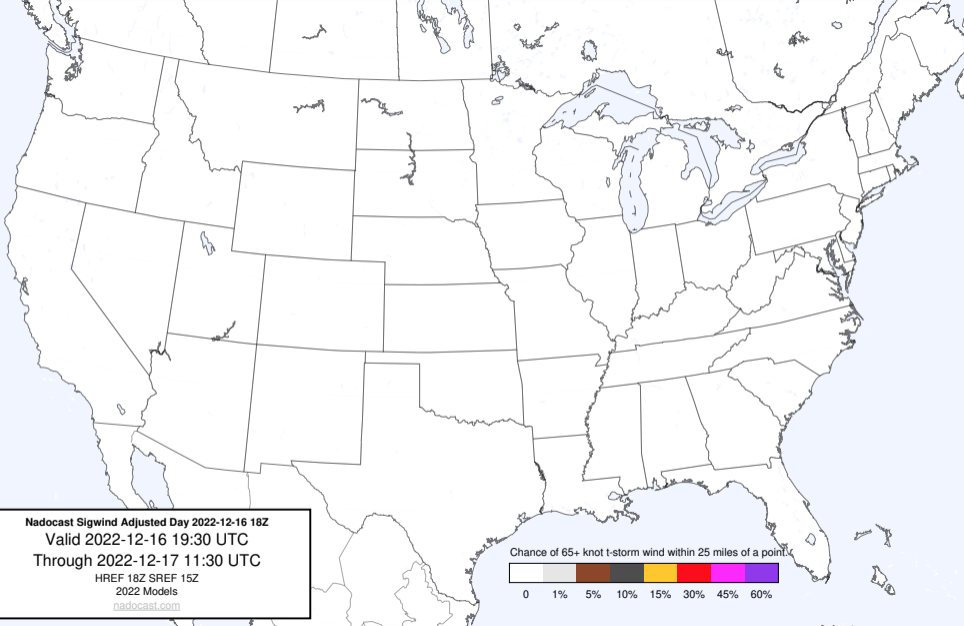 Nadocast Sigwind Adjusted Day 2022-12-16 18Z
Valid 2022-12-16 19:30 UTC
Through 2022-12-17 11:30 UTC
HREF 18Z SREF 15Z
2022 Models
nadocast.com
Chance of 65+ knot t-storm wind within 25 miles of a point.
0 1% 5% 10% 15% 30% 45% 60%